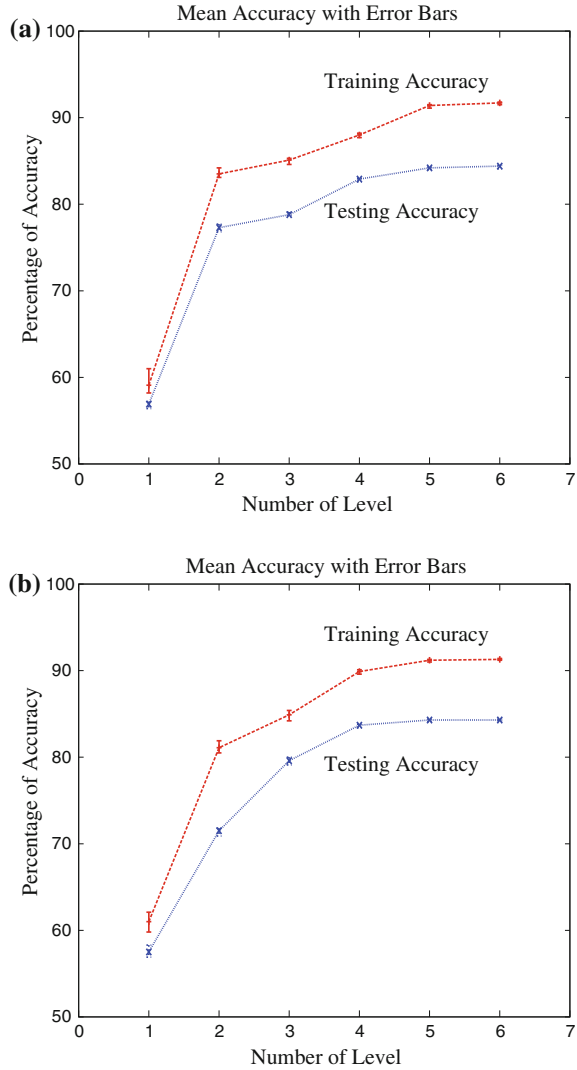 (a)
Mean Accuracy with Error Bars
100
90
80
70
60
50
Percentage of Accuracy
Training Accuracy
Testing Accuracy
0 1 2 3 4 5 6 7
Number of Level
(b)
Mean Accuracy with Error Bars
100
90
80
70
60
50
Percentage of Accuracy
Training Accuracy
Testing Accuracy
0 1 2 3 4 5 6 7
Number of Level